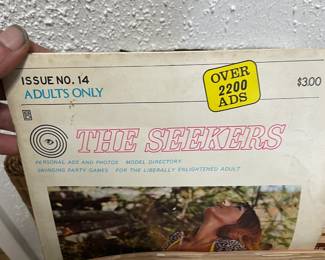 ISSUE NO. 14
ADULTS ONLY
OVER
2200
ADS
$3.00
THE SEEKERS
PERSONAL ADS AND PHOTOS MODEL DIRECTORY
SWINGING PARTY GAMES FOR THE LIBERALLY ENLIGHTENED ADULT